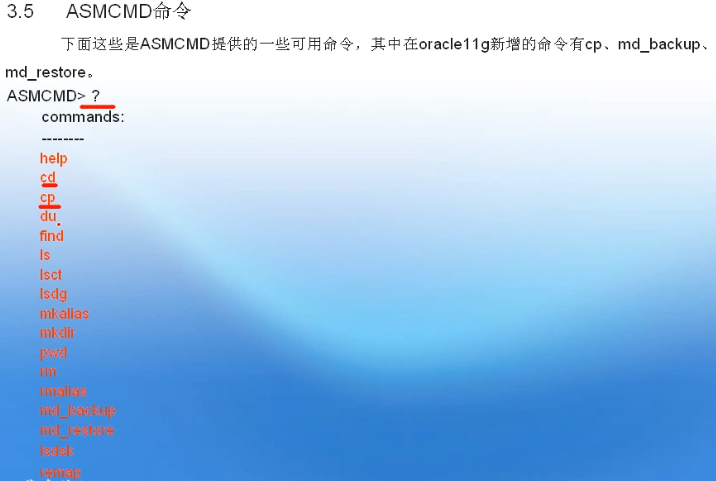 3.5 ASMCMD命令
下面这些是ASMCMD提供的一些可用命令，其中在oracle11g新增的命令有cp、md_backup、
md_restore。
ASMCMD> ?
commands:
--------
help
cd
cp
du
find
ls
lsct
lsdg
mkalias
mkdir
pwd
rm
rmalias
md_backup
md_restore
lsdsk
remap